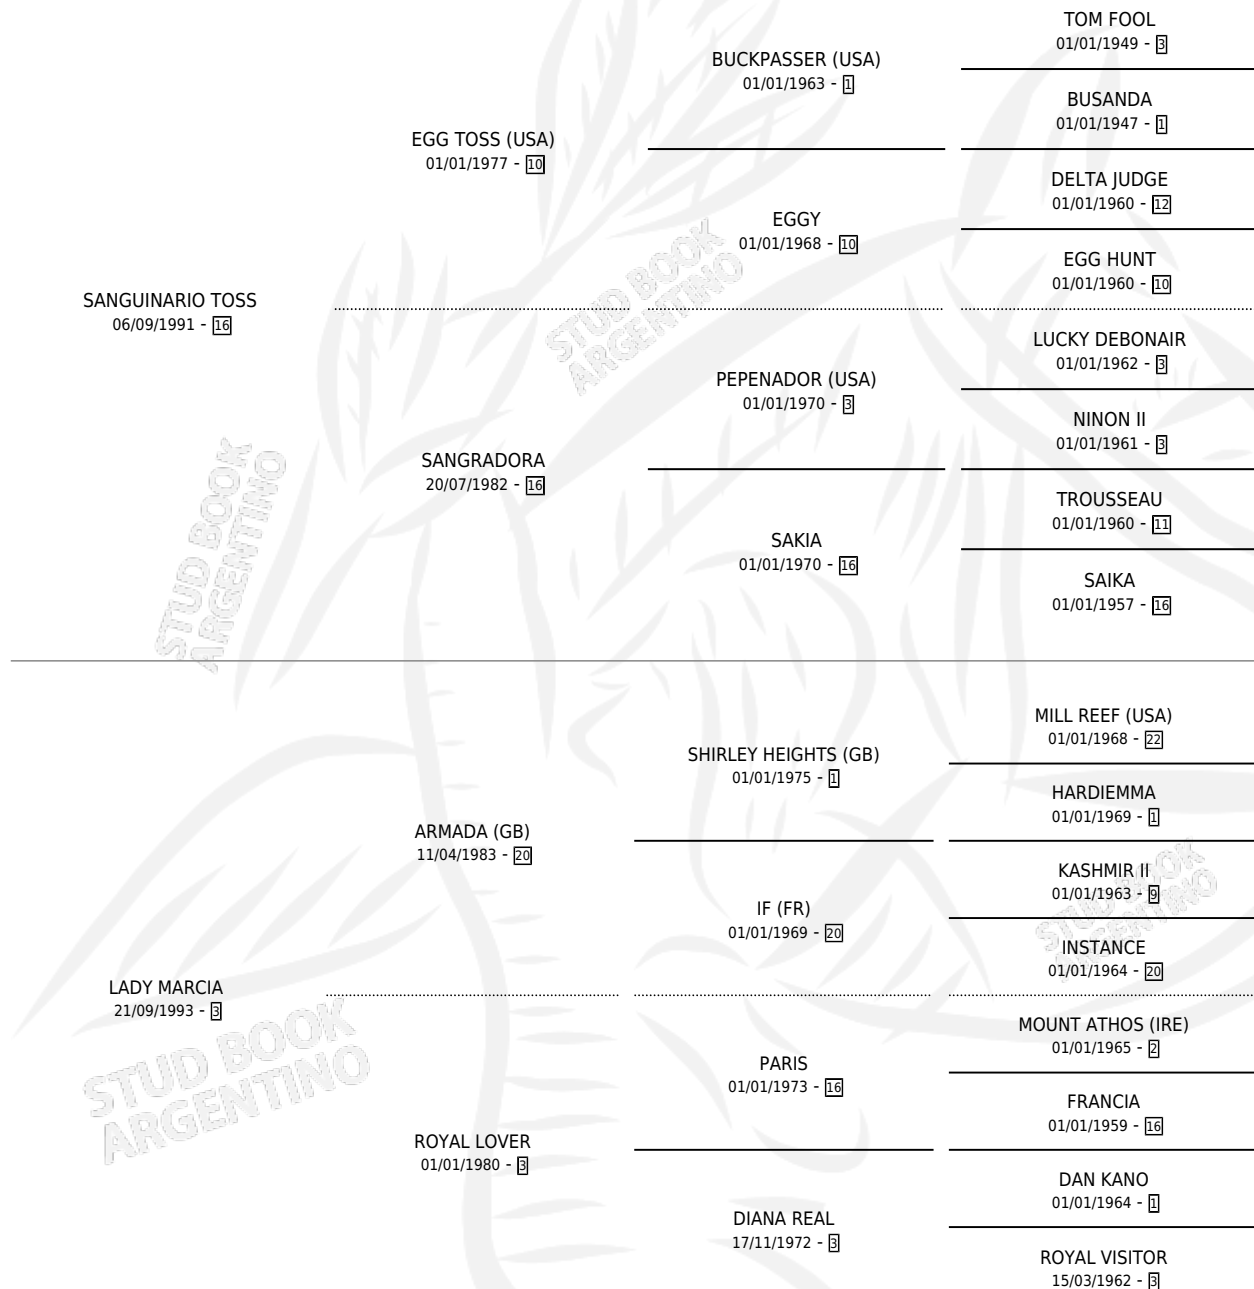 TOM FOOL
01/01/1949 - 3
BUCKPASSER (USA)
01/01/1963 - 1
BUSANDA
01/01/1947 - 1
EGG TOSS (USA)
01/01/1977 - 10
DELTA JUDGE
01/01/1960 - 12
EGGY
01/01/1968 - 10
EGG HUNT
01/01/1960 - 10
SANGUINARIO TOSS
06/09/1991 - 16
STUD BOOK
ARGENTINO
LUCKY DEBONAIR
01/01/1962 - 3
PEPENADOR (USA)
01/01/1970 - 3
NINON II
01/01/1961 - 3
SANGRADORA
20/07/1982 - 16
TROUSSEAU
01/01/1960 - 11
SAKIA
01/01/1970 - 16
SAIKA
01/01/1957 - 16
STUD BOOK
ARGENTINO
MILL REEF (USA)
01/01/1968 - 22
SHIRLEY HEIGHTS (GB)
01/01/1975 - 1
HARDIEMMA
01/01/1969 - 1
ARMADA (GB)
11/04/1983 - 20
KASHMIR II
01/01/1963 - 9
IF (FR)
01/01/1969 - 20
INSTANCE
01/01/1964 - 20
STUD BOOK
ARGENTINO
LADY MARCIA
21/09/1993 - 3
MOUNT ATHOS (IRE)
01/01/1965 - 2
PARIS
01/01/1973 - 16
FRANCIA
01/01/1959 - 16
STUD BOOK
ARGENTINO
ROYAL LOVER
01/01/1980 - 3
DAN KANO
01/01/1964 - 1
DIANA REAL
17/11/1972 - 3
ROYAL VISITOR
15/03/1962 - 3